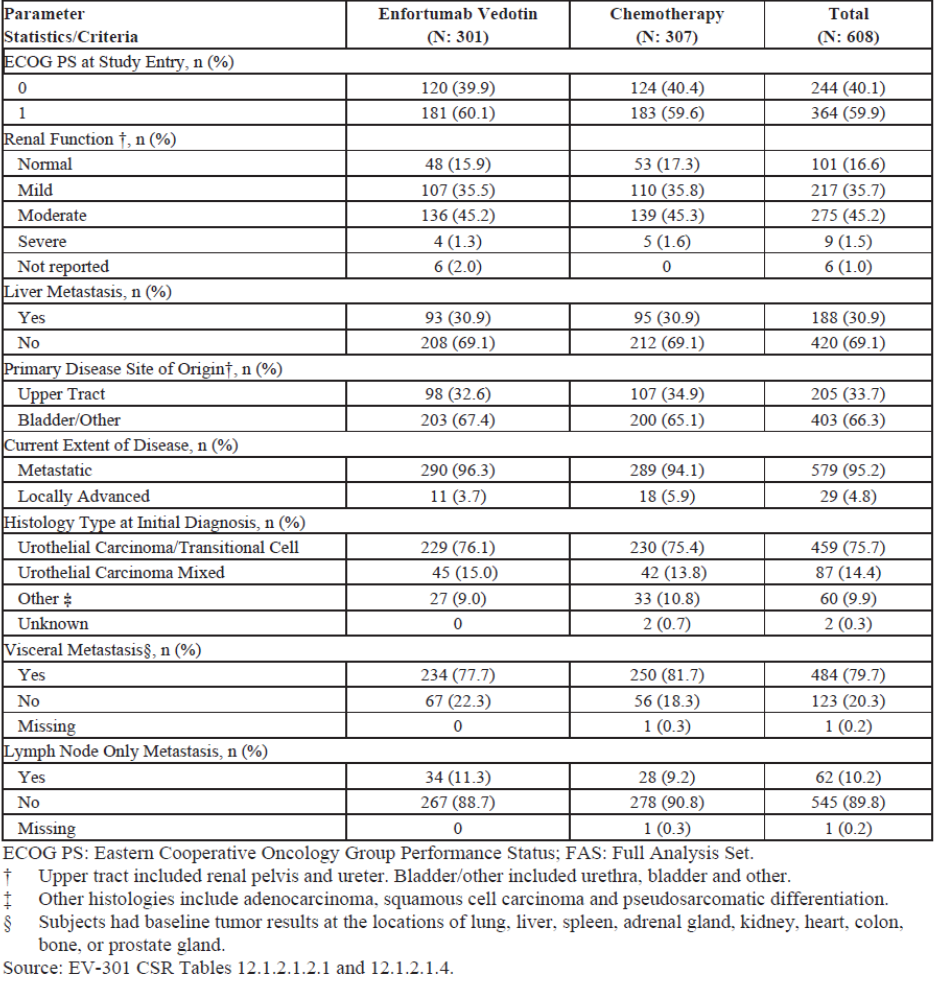 Parameter Enfortumab Vedotin Chemotherapy Total
Statistics/Criteria (N: 301) (N: 307) (N: 608)
ECOG PS at Study Entry, n (%)
0 120 (39.9) 124 (40.4) 244 (40.1)
1 181 (60.1) 183 (59.6) 364 (59.9)
Renal Function †, n (%)
Normal 48 (15.9) 53 (17.3) 101 (16.6)
Mild 107 (35.5) 110 (35.8) 217 (35.7)
Moderate 136 (45.2) 139 (45.3) 275 (45.2)
Severe 4 (1.3) 5 (1.6) 9 (1.5)
Not reported 6 (2.0) 0 6 (1.0)
Liver Metastasis, n (%)
Yes 93 (30.9) 95 (30.9) 188 (30.9)
No 208 (69.1) 212 (69.1) 420 (69.1)
Primary Disease Site of Origin†, n (%)
Upper Tract 98 (32.6) 107 (34.9) 205 (33.7)
Bladder/Other 203 (67.4) 200 (65.1) 403 (66.3)
Current Extent of Disease, n (%)
Metastatic 290 (96.3) 289 (94.1) 579 (95.2)
Locally Advanced 11 (3.7) 18 (5.9) 29 (4.8)
Histology Type at Initial Diagnosis, n (%)
Urothelial Carcinoma/Transitional Cell 229 (76.1) 230 (75.4) 459 (75.7)
Urothelial Carcinoma Mixed 45 (15.0) 42 (13.8) 87 (14.4)
Other ‡ 27 (9.0) 33 (10.8) 60 (9.9)
Unknown 0 2 (0.7) 2 (0.3)
Visceral Metastasis§, n (%)
Yes 234 (77.7) 250 (81.7) 484 (79.7)
No 67 (22.3) 56 (18.3) 123 (20.3)
Missing 0 1 (0.3) 1 (0.2)
Lymph Node Only Metastasis, n (%)
Yes 34 (11.3) 28 (9.2) 62 (10.2)
No 267 (88.7) 278 (90.8) 545 (89.8)
Missing 0 1 (0.3) 1 (0.2)
ECOG PS: Eastern Cooperative Oncology Group Performance Status; FAS: Full Analysis Set.
† Upper tract included renal pelvis and ureter. Bladder/other included urethra, bladder and other.
‡ Other histologies include adenocarcinoma, squamous cell carcinoma and pseudosarcomatic differentiation.
§ Subjects had baseline tumor results at the locations of lung, liver, spleen, adrenal gland, kidney, heart, colon,
bone, or prostate gland.
Source: EV-301 CSR Tables 12.1.2.1.2.1 and 12.1.2.1.4.